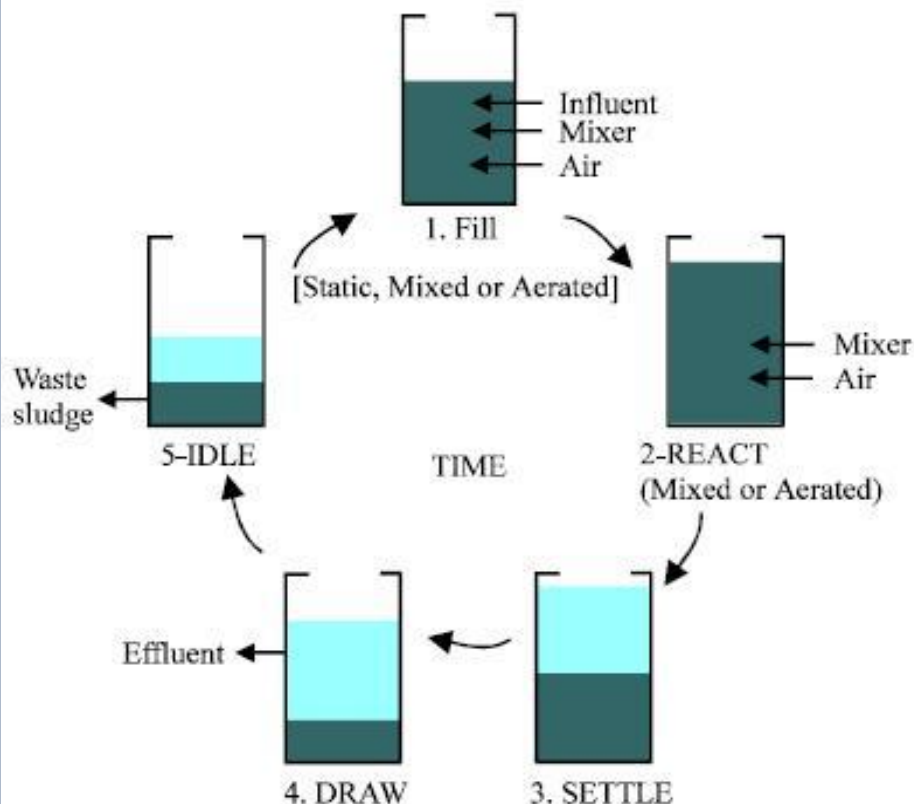 Influent
Mixer
Air
1. Fill
[Static, Mixed or Aerated]
Mixer
Air
2-REACT
(Mixed or Aerated)
3. SETTLE
4. DRAW
Effluent
5-IDLE
Waste
sludge
TIME